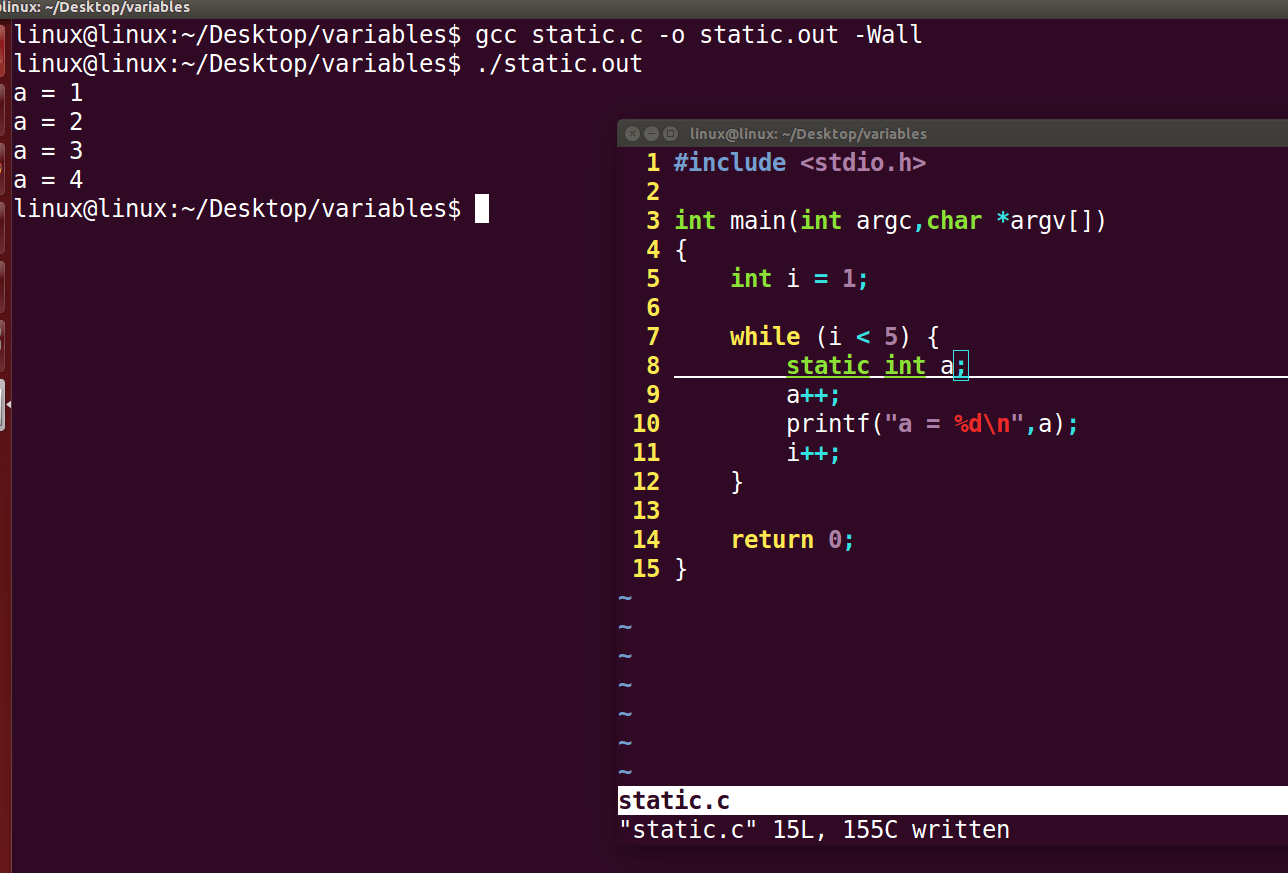 linux: ~/Desktop/variables
linux@linux:~/Desktop/variables$ gcc static.c -o static.out -Wall
linux@linux:~/Desktop/variables$ ./static.out
a = 1
a = 2
a = 3
a = 4
linux@linux:~/Desktop/variables$
linux@linux: ~/Desktop/variables
1 #include <stdio.h>
2
3 int main(int argc,char *argv[])
4 {
5     int i = 1;
6
7     while (i < 5) {
8         static int a;
9         a++;
10         printf("a = %d\n",a);
11         i++;
12     }
13
14     return 0;
15 }
~
~
~
~
~
~
~
static.c
"static.c" 15L, 155C written